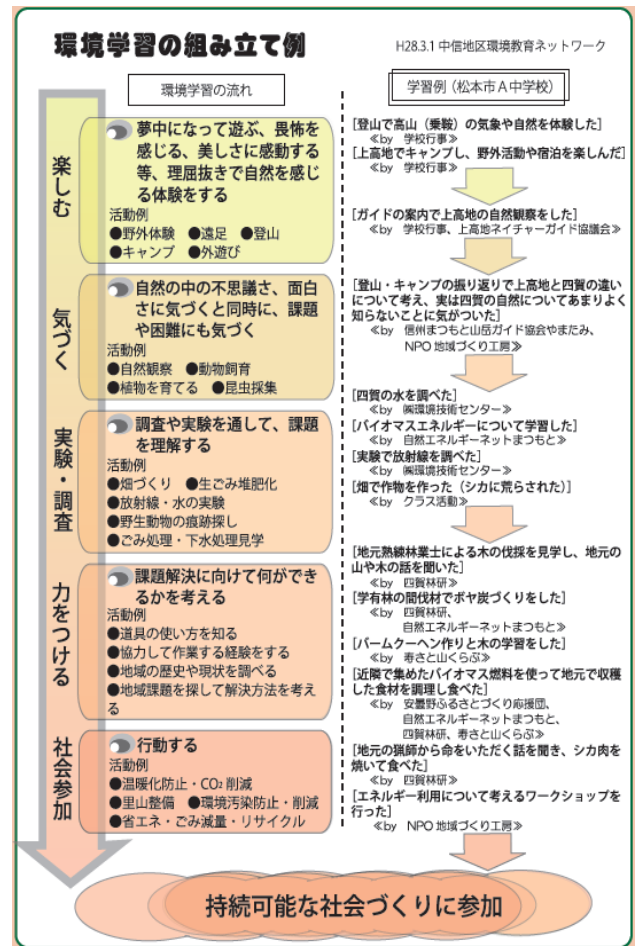 環境学習の組み立て例
H28.3.1 中信地区環境教育ネットワーク
環境学習の流れ
楽しむ
夢中になって遊ぶ、畏怖を
感じる、美しさに感動する
等、理屈抜きで自然を感じ
る体験をする
活動例
●野外体験 ●遠足 ●登山
●キャンプ ●外遊び
気づく
自然の中の不思議さ、面白
さに気づくと同時に、課題
や困難にも気づく
活動例
●自然観察 ●動物飼育
●植物を育てる ●昆虫採集
実験・調査
調査や実験を通して、課題
を理解する
活動例
●畑づくり ●生ごみ堆肥化
●放射線・水の実験
●野生動物の痕跡探し
●ごみ処理・下水処理見学
力をつける
課題解決に向けて何ができ
るかを考える
活動例
●道具の使い方を知る
●協力して作業する経験をする
●地域の歴史や現状を調べる
●地域課題を探して解決方法を考え
る
社会参加
行動する
活動例
●温暖化防止・CO₂削減
●里山整備 ●環境汚染防止・削減
●省エネ・ごみ減量・リサイクル
学習例(松本市A中学校)
[登山で高山(乗鞍)の気象や自然を体験した]
≪by 学校行事≫
[上高地でキャンプし、野外活動や宿泊を楽しんだ]
≪by 学校行事≫
[ガイドの案内で上高地の自然観察をした]
≪by 学校行事、上高地ネイチャーガイド協議会≫
[登山・キャンプの振り返りで上高地と四賀の違い
について考え、実は四賀の自然についてあまりよく
知らないことに気がついた]
≪by 信州まつもと山岳ガイド協会やまたみ、
NPO 地域づくり工房≫
[四賀の水を調べた]
≪by ㈱環境技術センター≫
[バイオマスエネルギーについて学習した]
≪by 自然エネルギーネットまつもと≫
[実験で放射線を調べた]
≪by ㈱環境技術センター≫
[畑で作物を作った(シカに荒らされた)]
≪by クラス活動≫
[地元熟練林業士による木の伐採を見学し、地元の
山や木の話を聞いた]
≪by 四賀林研≫
[学有林の間伐材でボヤ炭づくりをした]
≪by 四賀林研、
自然エネルギーネットまつもと≫
[バームクーヘン作りと木の学習をした]
≪by 寿さと山くらぶ≫
[近隣で集めたバイオマス燃料を使って地元で収穫
した食材を調理し食べた]
≪by 安曇野ふるさとづくり応援団、
自然エネルギーネットまつもと、
四賀林研、寿さと山くらぶ≫
[地元の猟師から命をいただく話を聞き、シカ肉を
焼いて食べた]
≪by 四賀林研≫
[エネルギー利用について考えるワークショップを
行った]
≪by NPO 地域づくり工房≫
持続可能な社会づくりに参加